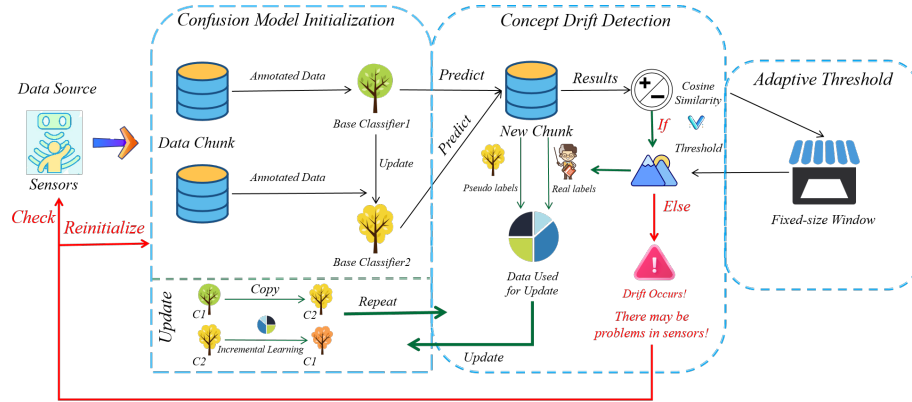 Confusion Model Initialization
Concept Drift Detection
Adaptive Threshold
Data Source
Sensors
Data Chunk
Annotated Data
Base Classifier1
Update
Annotated Data
Base Classifier2
Predict
Predict
New Chunk
Results
Cosine
Similarity
If
Threshold
Fixed-size Window
Pseudo labels
Real labels
Else
Data Used
for Update
Drift Occurs!
There may be
problems in sensors!
Check
Reinitialize
Update
C1
Copy
C2
Repeat
C2
Incremental Learning
C1
Update